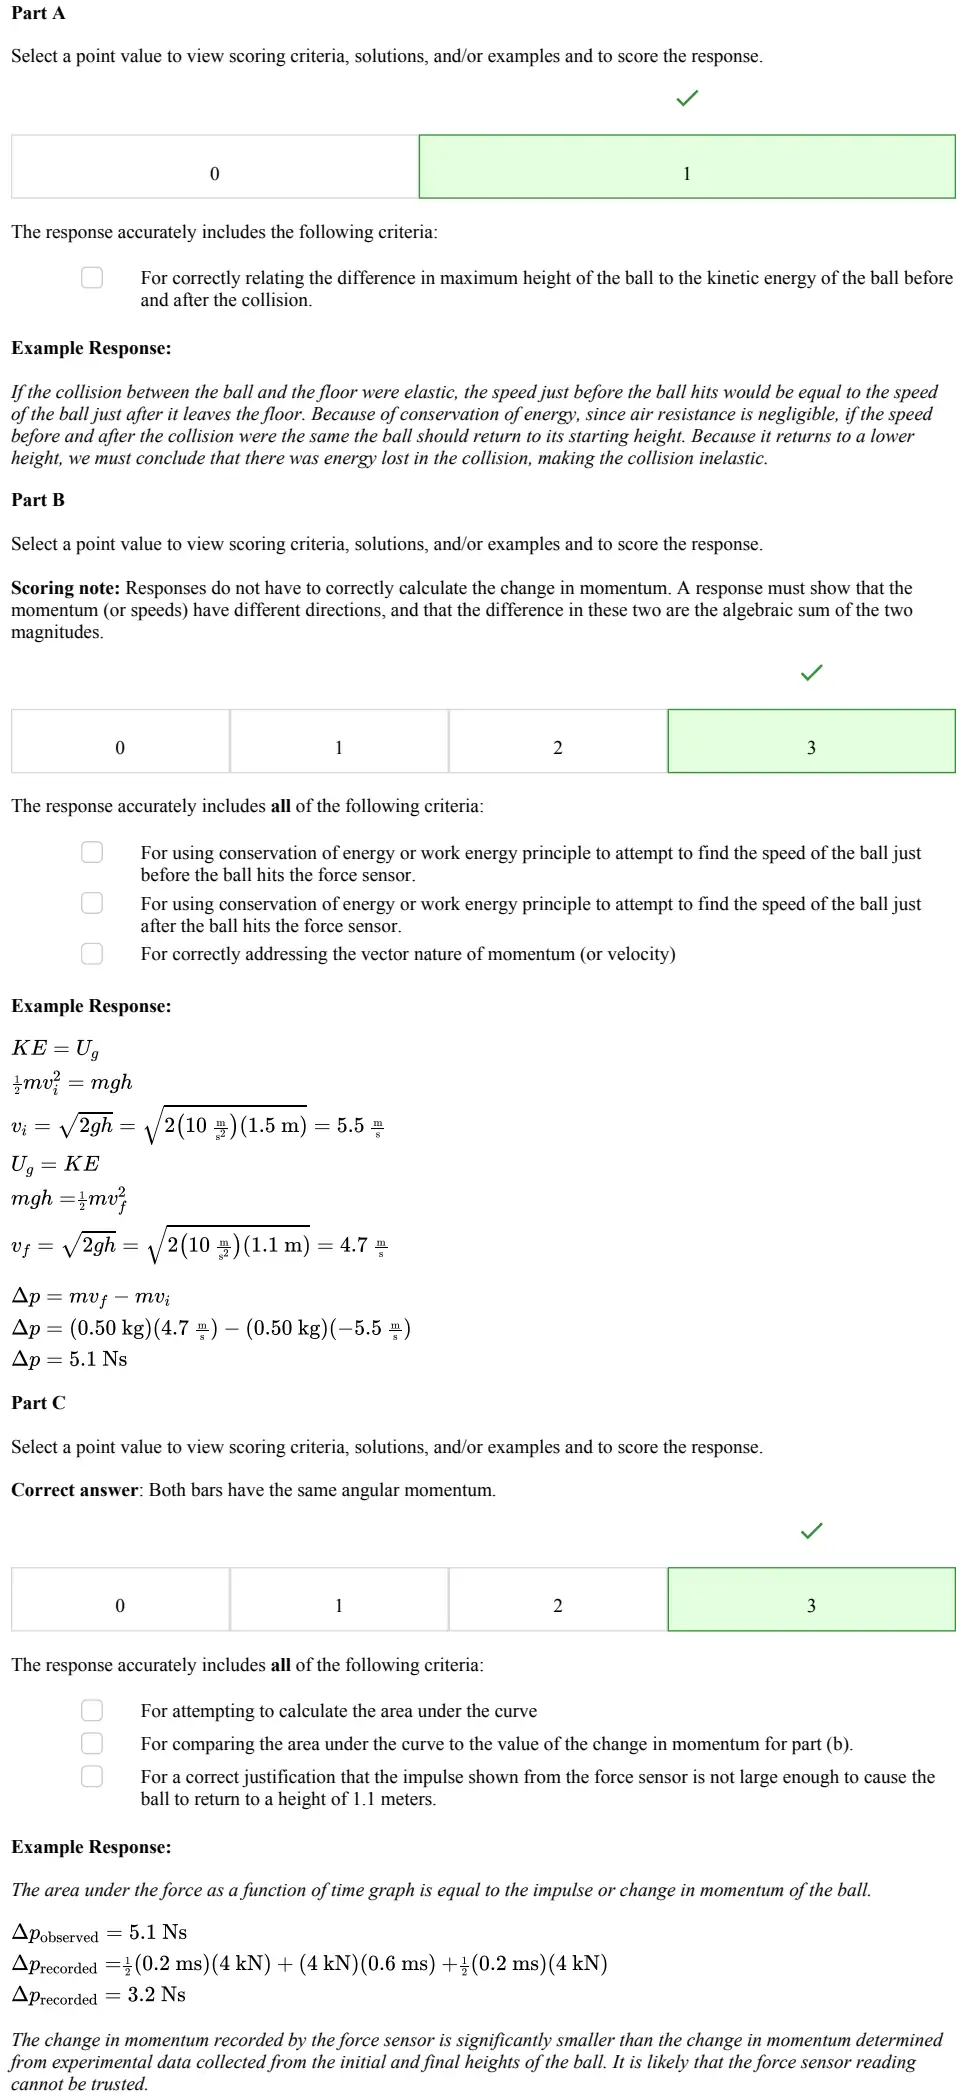 Part A
Select a point value to view scoring criteria, solutions, and/or examples and to score the response.
0
1
The response accurately includes the following criteria:
For correctly relating the difference in maximum height of the ball to the kinetic energy of the ball before
and after the collision.
Example Response:
If the collision between the ball and the floor were elastic, the speed just before the ball hits would be equal to the speed
of the ball just after it leaves the floor. Because of conservation of energy, since air resistance is negligible, if the speed
before and after the collision were the same the ball should return to its starting height. Because it returns to a lower
height, we must conclude that there was energy lost in the collision, making the collision inelastic.
Part B
Select a point value to view scoring criteria, solutions, and/or examples and to score the response.
Scoring note: Responses do not have to correctly calculate the change in momentum. A response must show that the
momentum (or speeds) have different directions, and that the difference in these two are the algebraic sum of the two
magnitudes.
0
1
2
3
The response accurately includes all of the following criteria:
For using conservation of energy or work energy principle to attempt to find the speed of the ball just
before the ball hits the force sensor.
For using conservation of energy or work energy principle to attempt to find the speed of the ball just
after the ball hits the force sensor.
For correctly addressing the vector nature of momentum (or velocity)
Example Response:
KE = U_g
½mv_i² = mgh
v_i = √(2gh) = √(2(10 m/s²)(1.5 m)) = 5.5 m/s
U_g = KE
mgh =½mv_f²
v_f = √(2gh) = √(2(10 m/s²)(1.1 m)) = 4.7 m/s
Δp = mv_f − mv_i
Δp = (0.50 kg)(4.7 m/s) − (0.50 kg)(−5.5 m/s)
Δp = 5.1 Ns
Part C
Select a point value to view scoring criteria, solutions, and/or examples and to score the response.
Correct answer: Both bars have the same angular momentum.
0
1
2
3
The response accurately includes all of the following criteria:
For attempting to calculate the area under the curve
For comparing the area under the curve to the value of the change in momentum for part (b).
For a correct justification that the impulse shown from the force sensor is not large enough to cause the
ball to return to a height of 1.1 meters.
Example Response:
The area under the force as a function of time graph is equal to the impulse or change in momentum of the ball.
Δp_observed = 5.1 Ns
Δp_recorded =½(0.2 ms)(4 kN) + (4 kN)(0.6 ms) +½(0.2 ms)(4 kN)
Δp_recorded = 3.2 Ns
The change in momentum recorded by the force sensor is significantly smaller than the change in momentum determined
from experimental data collected from the initial and final heights of the ball. It is likely that the force sensor reading
cannot be trusted.